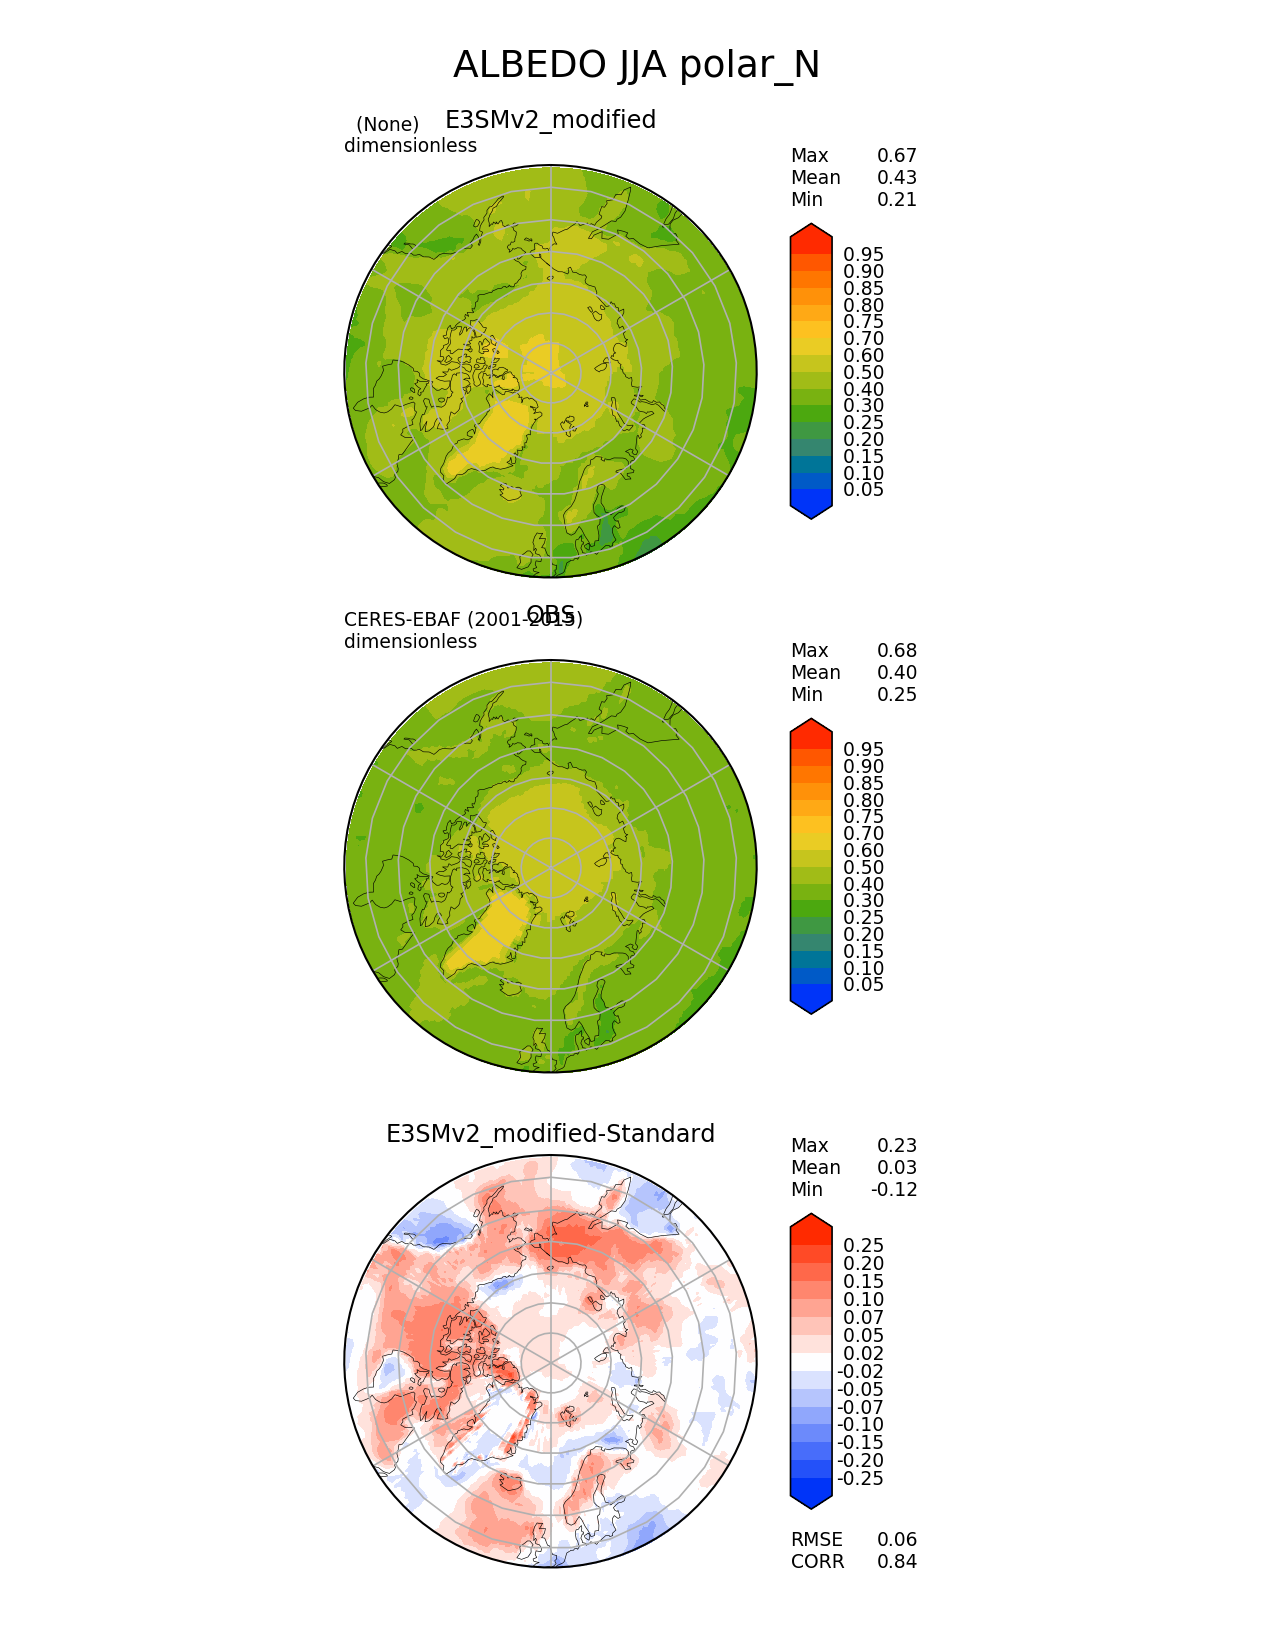 ALBEDO JJA polar_N
E3SMv2_modified
(None)
dimensionless
Max 0.67
Mean 0.43
Min 0.21
0.95
0.90
0.85
0.80
0.75
0.70
0.60
0.50
0.40
0.30
0.25
0.20
0.15
0.10
0.05
OBS
CERES-EBAF (2001-2015)
dimensionless
Max 0.68
Mean 0.40
Min 0.25
0.95
0.90
0.85
0.80
0.75
0.70
0.60
0.50
0.40
0.30
0.25
0.20
0.15
0.10
0.05
E3SMv2_modified-Standard
Max 0.23
Mean 0.03
Min -0.12
0.25
0.20
0.15
0.10
0.07
0.05
0.02
-0.02
-0.05
-0.07
-0.10
-0.15
-0.20
-0.25
RMSE 0.06
CORR 0.84